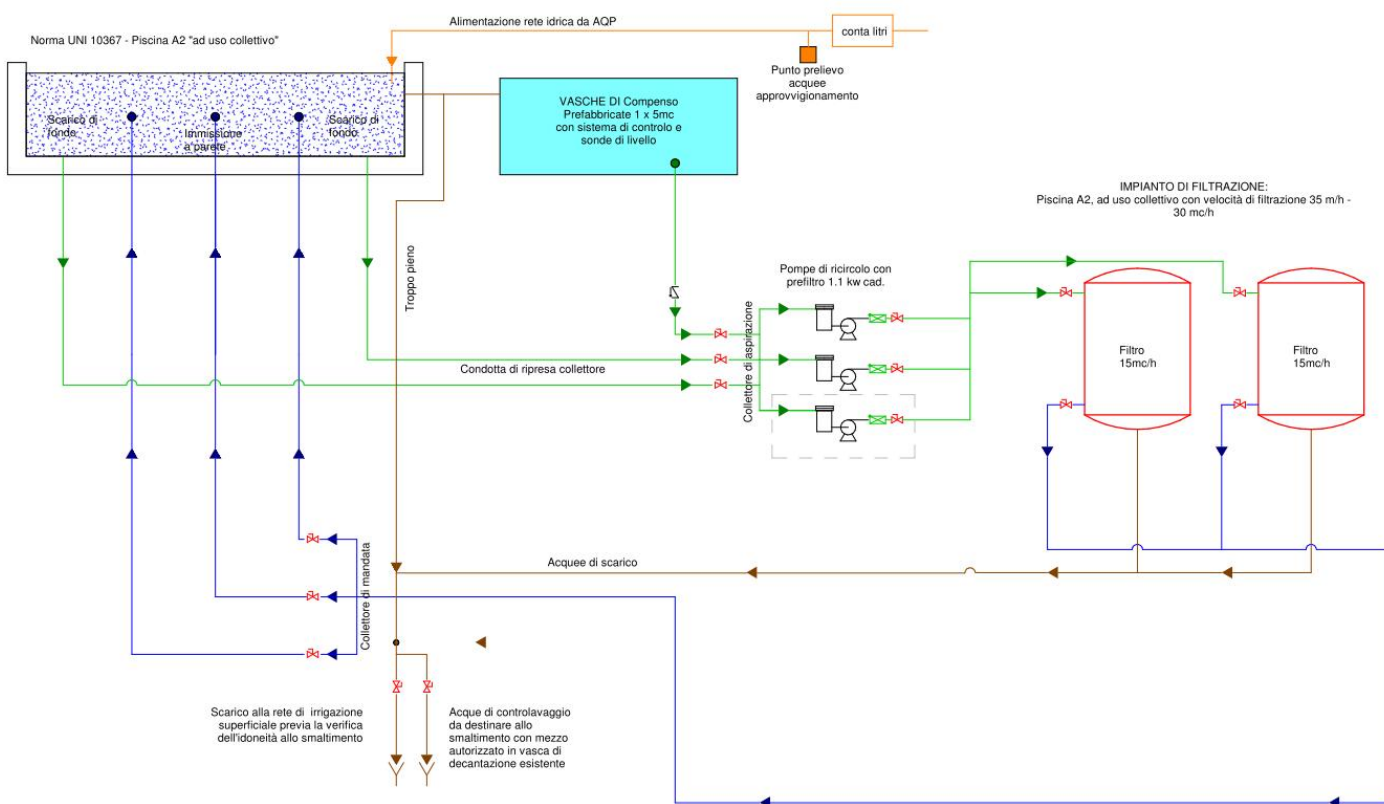 Alimentazione rete idrica da AQP
conta litri
Norma UNI 10367 - Piscina A2 "ad uso collettivo"
Punto prelievo
acquee
approvvigionamento
VASCHE DI Compenso
Prefabbricate 1 x 5mc
con sistema di controlo e
sonde di livello
Scarico di
fondo
Immissione
a parete
Scarico di
fondo
IMPIANTO DI FILTRAZIONE:
Piscina A2, ad uso collettivo con velocità di filtrazione 35 m/h -
30 mc/h
Troppo pieno
Pompe di ricircolo con
prefiltro 1.1 kw cad.
Collettore di aspirazione
Condotta di ripresa collettore
Filtro
15mc/h
Filtro
15mc/h
Acquee di scarico
Collettore di mandata
Scarico alla rete di irrigazione
superficiale previa la verifica
dell'idoneità allo smaltimento
Acque di controlavaggio
da destinare allo
smaltimento con mezzo
autorizzato in vasca di
decantazione esistente